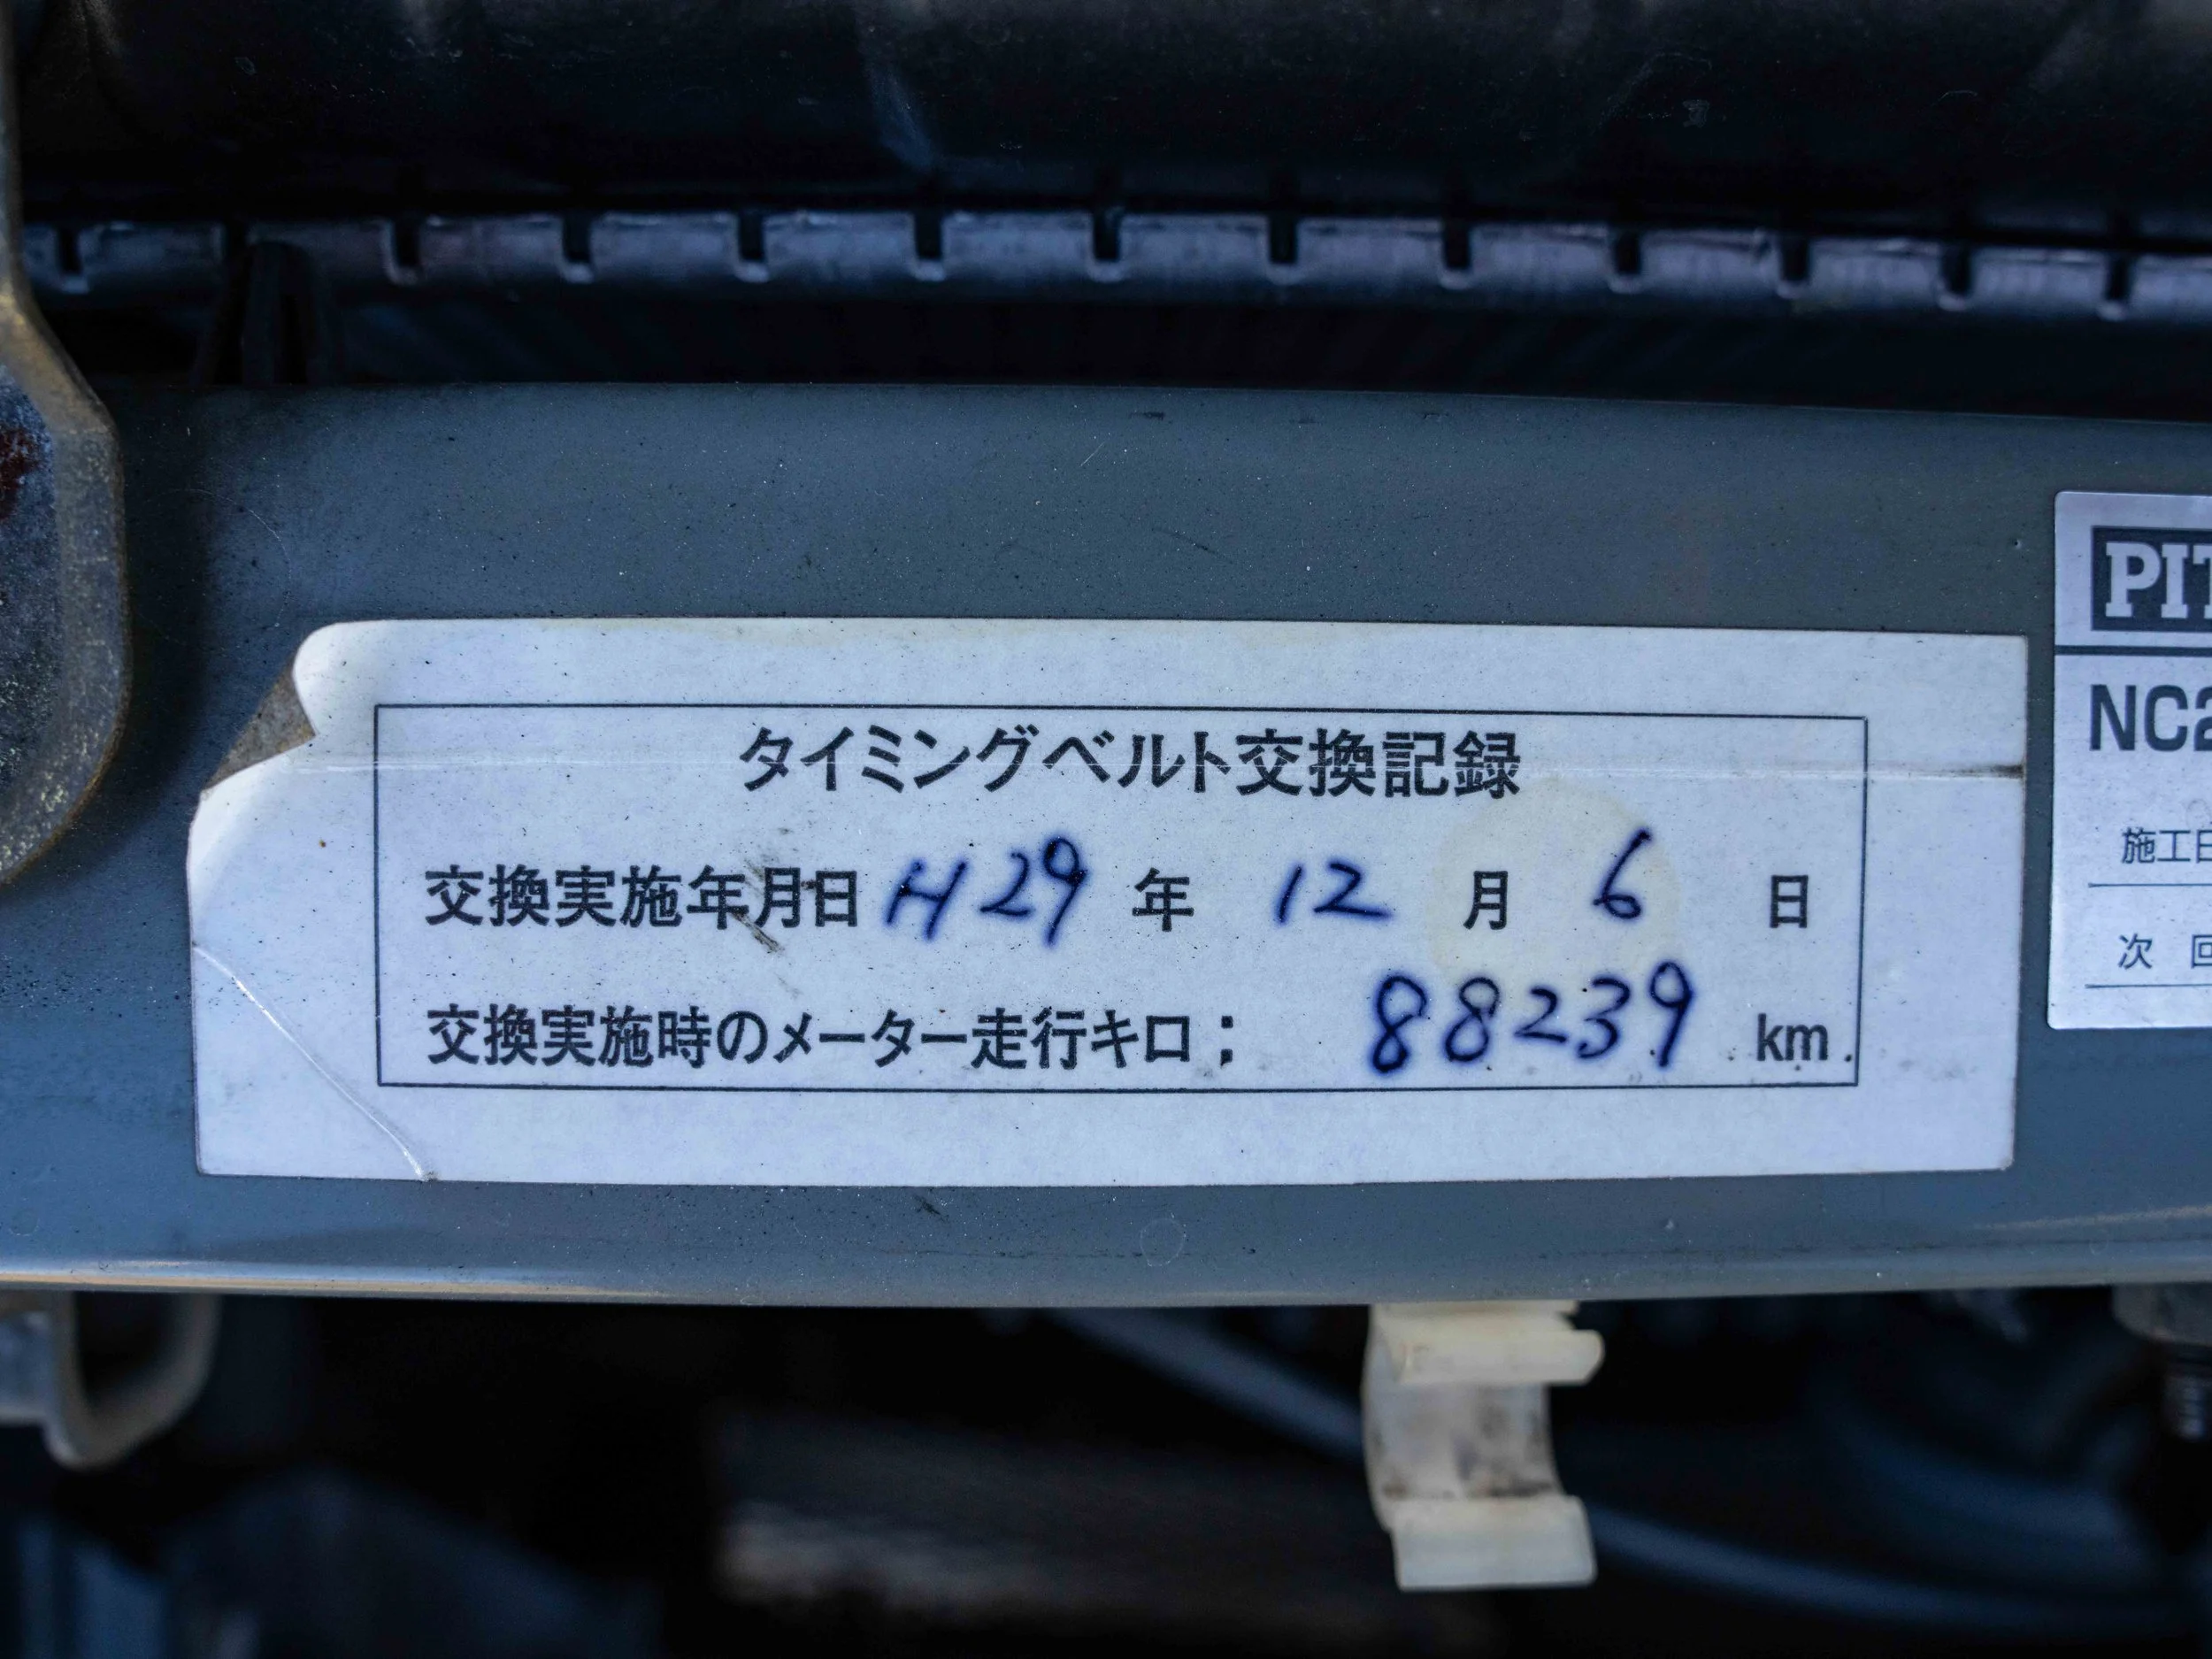 タイミングベルト交換記録
交換実施年月日 H29 年 12 月 6 日
交換実施時のメーター走行キロ: 88239 km
PIT
NC2
施工日
次 回